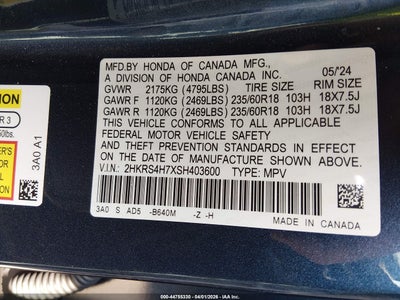 MFD.BY HONDA OF CANADA MFG.,
A DIVISION OF HONDA CANADA INC. 05/'24
GVWR 2175KG (4795LBS) TIRE SIZE RIM SIZE
GAWR F 1120KG (2469LBS) 235/60R18 103H 18X7.5J
GAWR R 1120KG (2469LBS) 235/60R18 103H 18X7.5J
THIS VEHICLE CONFORMS TO ALL APPLICABLE
FEDERAL MOTOR VEHICLE SAFETY
AND THEFT PREVENTION STANDARDS IN EFFECT
ON THE DATE OF MANUFACTURE SHOWN ABOVE.
V.I.N.: 2HKRS4H7XSH403600 TYPE: MPV
3A0 S AD5 -B640M -Z -H
MADE IN CANADA
3A0 A1
R 3
Stock: 000-44755330 - 04/01/2026 - (c) IAA, Inc.